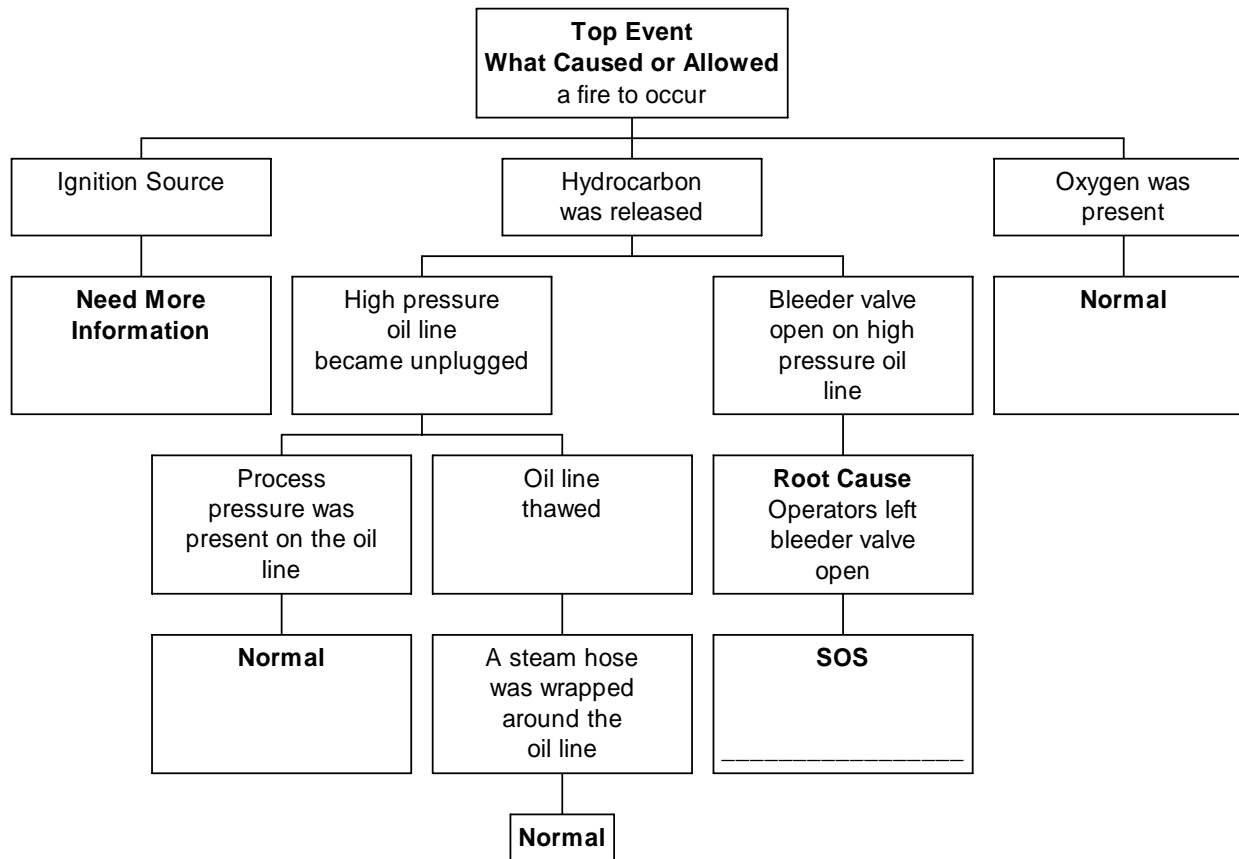 Top Event
What Caused or Allowed
a fire to occur
Ignition Source
Hydrocarbon
was released
Oxygen was
present
Need More
Information
High pressure
oil line
became unplugged
Bleeder valve
open on high
pressure oil
line
Normal
Process
pressure was
present on the oil
line
Oil line
thawed
Root Cause
Operators left
bleeder valve
open
Normal
A steam hose
was wrapped
around the
oil line
SOS
_________________
Normal